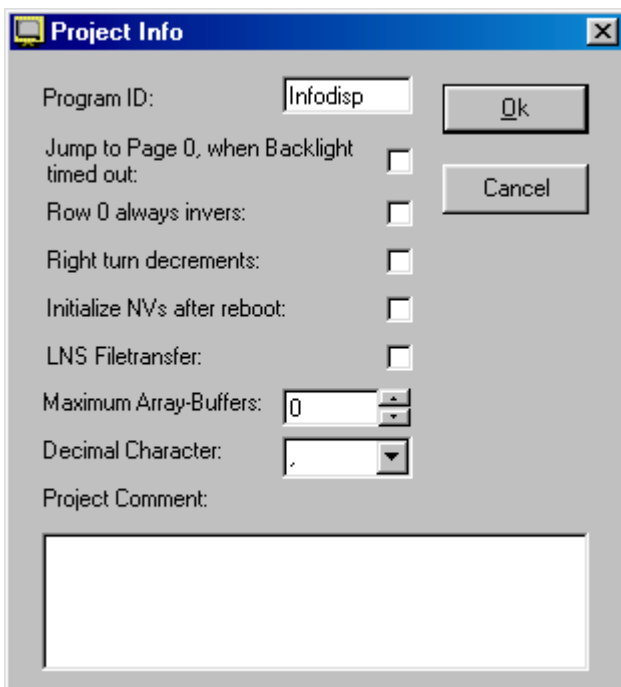 Project Info
Program ID:
Infodisp
Ok
Jump to Page 0, when Backlight
timed out:
Cancel
Row 0 always invers:
Right turn decrements:
Initialize NVs after reboot:
LNS Filetransfer:
Maximum Array-Buffers:
0
Decimal Character:
,
Project Comment: